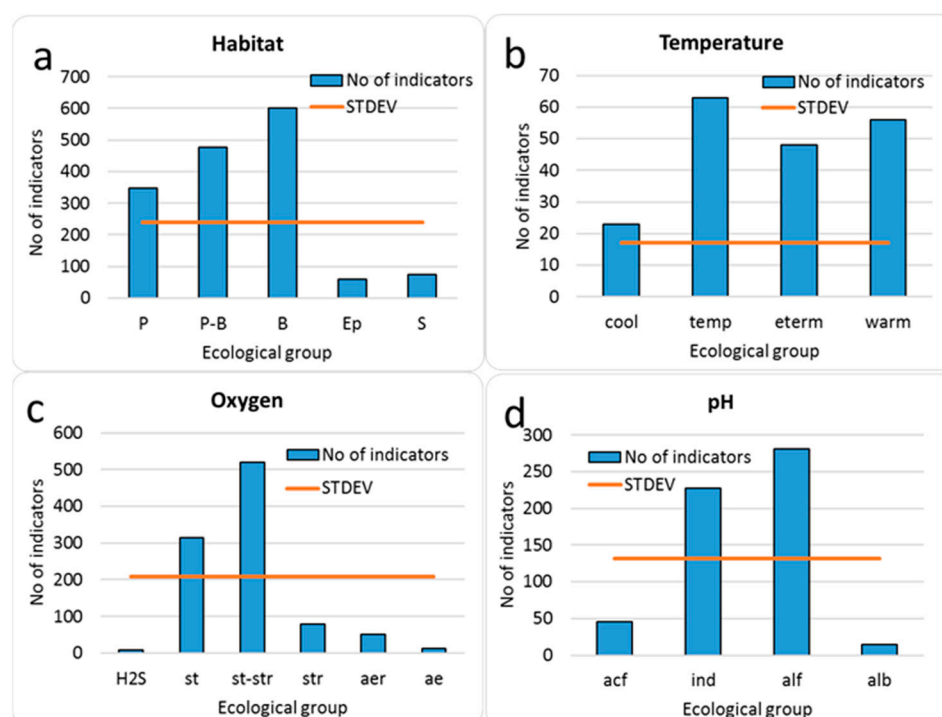 a
Habitat
700
600
500
400
300
200
100
0
No of indicators
No of indicators
STDEV
P P-B B Ep S
Ecological group
b
Temperature
70
60
50
40
30
20
10
0
No of indicators
No of indicators
STDEV
cool temp eterm warm
Ecological group
c
Oxygen
600
500
400
300
200
100
0
No of indicators
No of indicators
STDEV
H2S st st-str str aer ae
Ecological group
d
pH
300
250
200
150
100
50
0
No of indicators
No of indicators
STDEV
acf ind alf alb
Ecological group